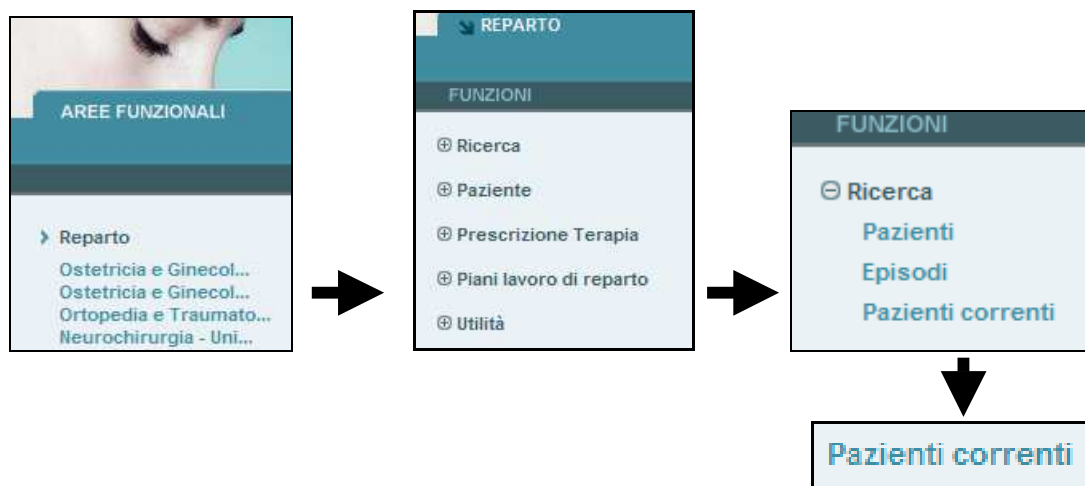 AREE FUNZIONALI
Reparto
Ostetricia e Ginecol...
Ostetricia e Ginecol...
Ortopedia e Traumato...
Neurochirurgia - Uni...
REPARTO
FUNZIONI
Ricerca
Paziente
Prescrizione Terapia
Piani lavoro di reparto
Utilità
FUNZIONI
Ricerca
Pazienti
Episodi
Pazienti correnti
Pazienti correnti